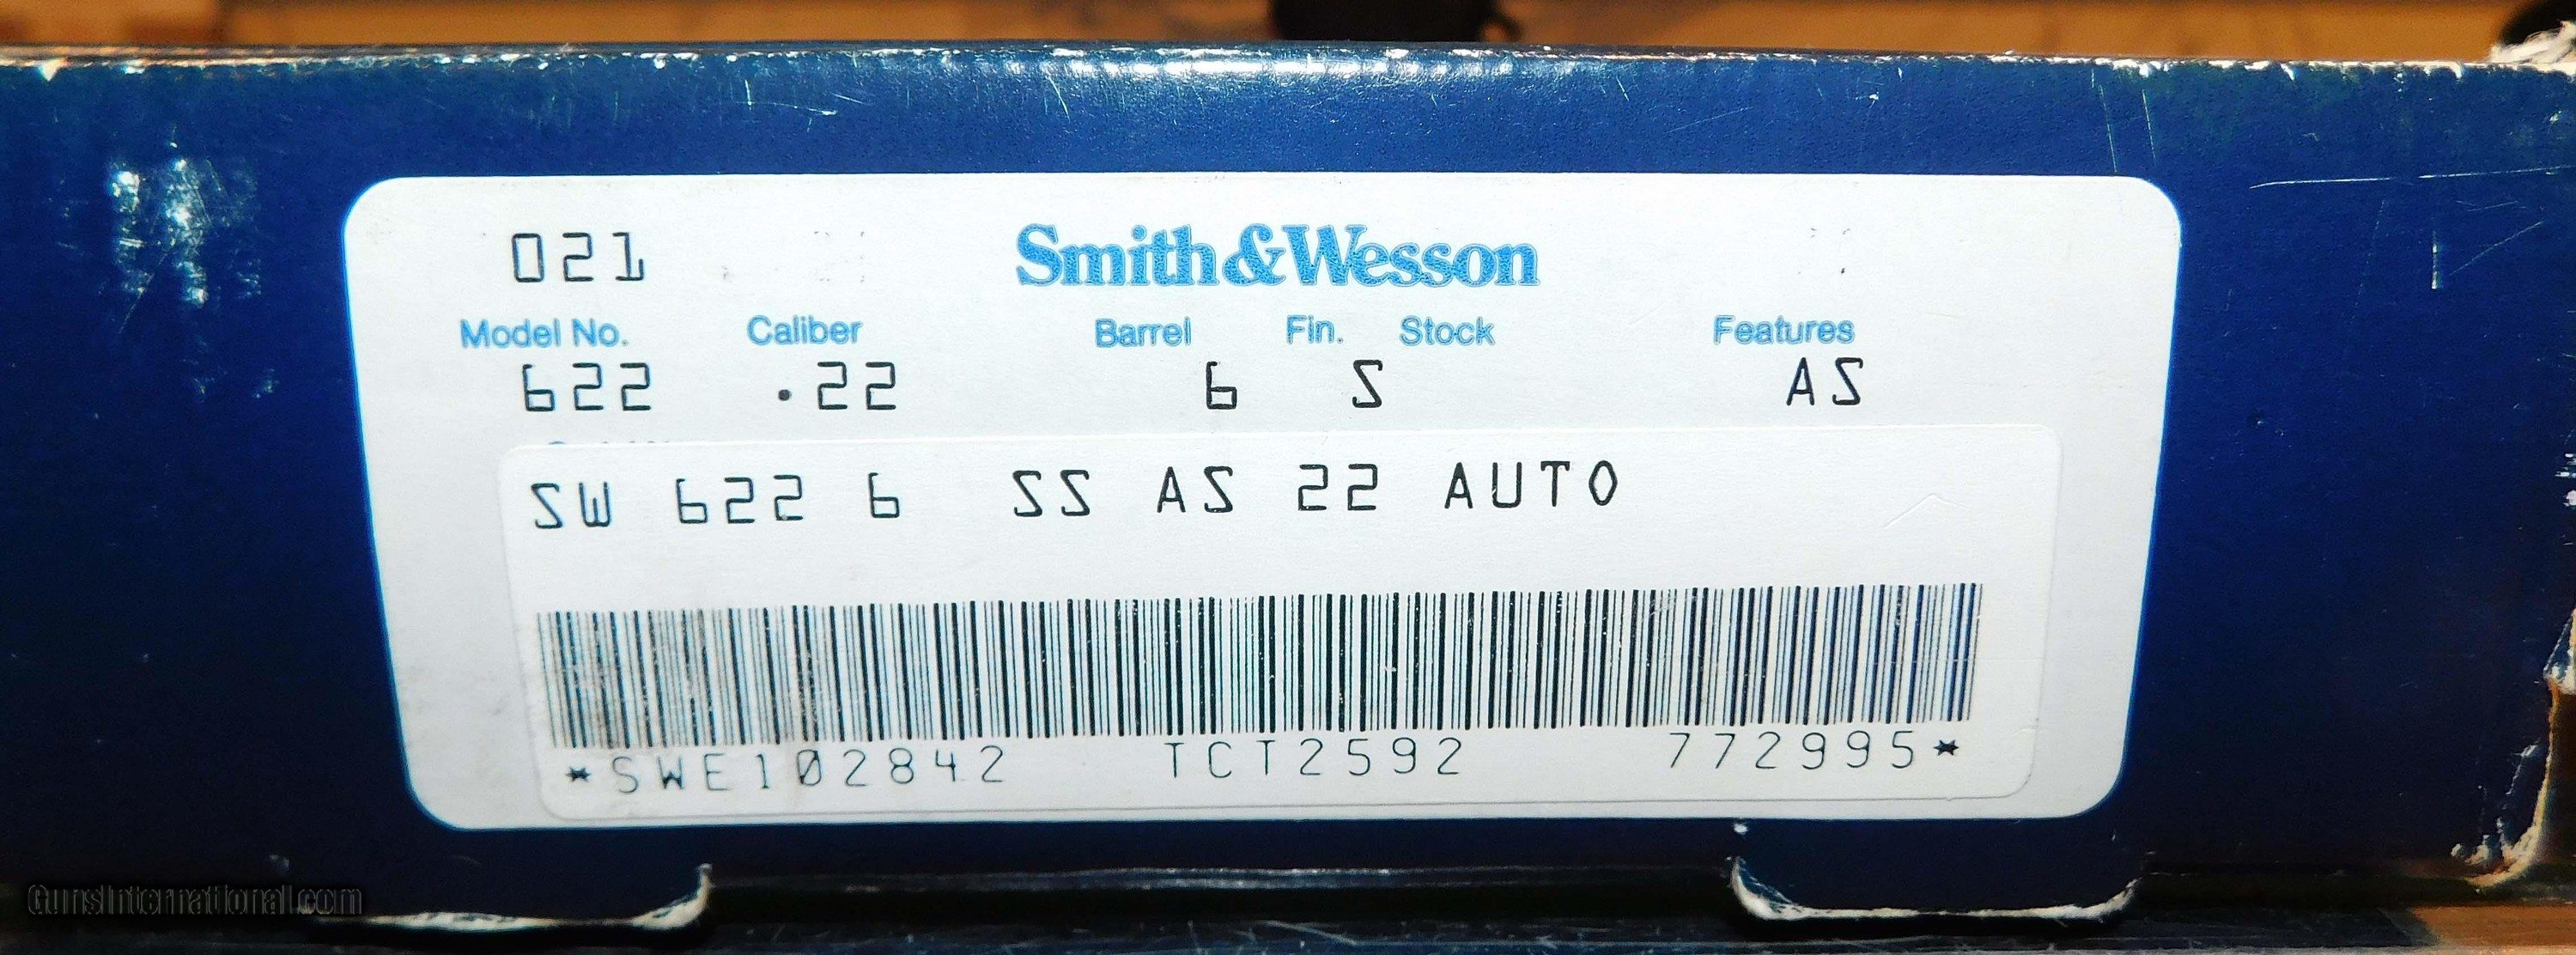 021 Smith&Wesson
Model No. Caliber Barrel Fin. Stock Features
622 .22 6 S AS
SW 622 6 SS AS 22 AUTO
*SWE102842 TCT2592 772995*
GunsInternational.com